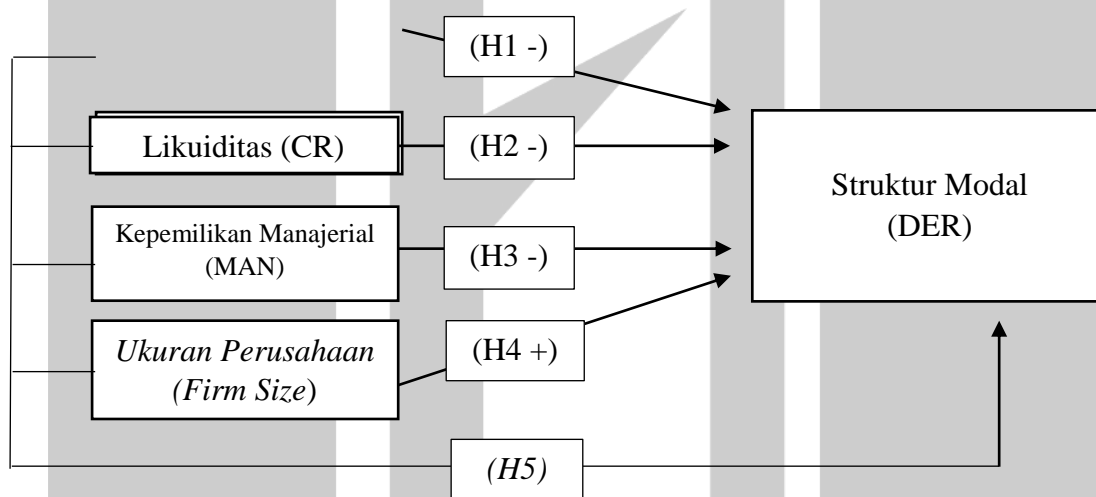 (H1 -)
Likuiditas (CR)
(H2 -)
Struktur Modal
(DER)
Kepemilikan Manajerial
(MAN)
(H3 -)
Ukuran Perusahaan
(Firm Size)
(H4 +)
(H5)